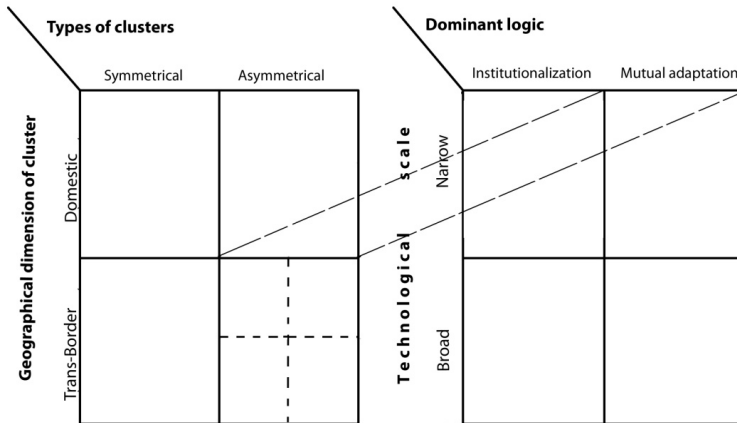 Types of clusters
Dominant logic
Symmetrical
Asymmetrical
Institutionalization
Mutual adaptation
Geographical dimension of cluster
Domestic
Trans-Border
Technological scale
Narrow
Broad